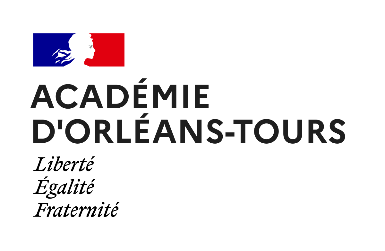 ACADÉMIE
D'ORLÉANS-TOURS
Liberté
Égalité
Fraternité